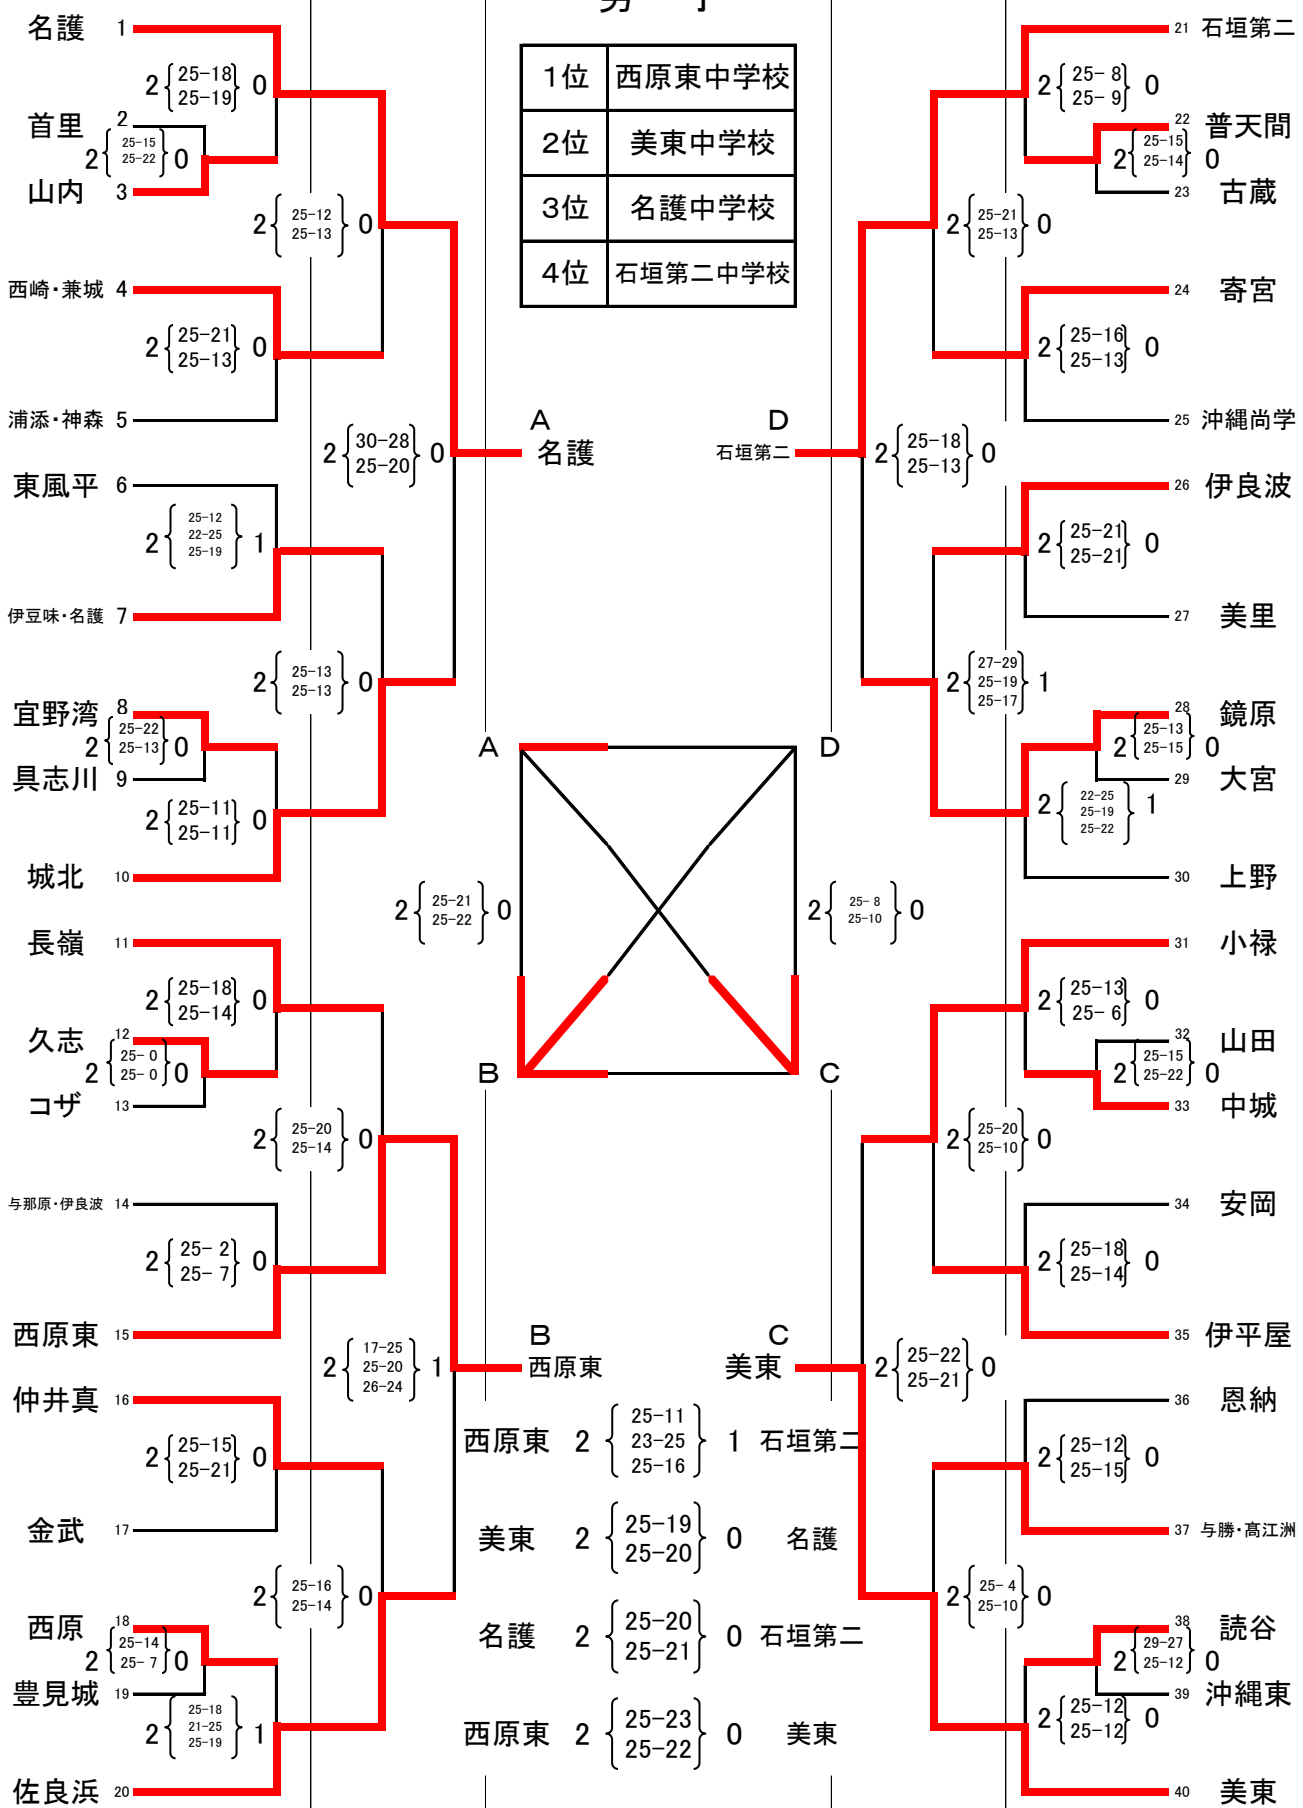 男 子
1位 西原東中学校
2位 美東中学校
3位 名護中学校
4位 石垣第二中学校
名護 1
2 25-18 0
25-19
首里 2
2 25-15 0
25-22
山内 3
2 25-12 0
25-13
西崎・兼城 4
2 25-21 0
25-13
浦添・神森 5
2 30-28 0
25-20
A
名護
東風平 6
2 25-12 1
22-25
25-19
伊豆味・名護 7
2 25-13 0
25-13
宜野湾 8
2 25-22 0
25-13
具志川 9
2 25-11 0
25-11
城北 10
長嶺 11
2 25-18 0
25-14
久志 12
2 25- 0 0
25- 0
コザ 13
2 25-20 0
25-14
与那原・伊良波 14
2 25- 2 0
25- 7
西原東 15
2 17-25 1
25-20
26-24
B
西原東
仲井真 16
2 25-15 0
25-21
金武 17
2 25-16 0
25-14
西原 18
2 25-14 0
25- 7
豊見城 19
2 25-18 1
21-25
25-19
佐良浜 20
A D
2 25-21 0
25-22
2 25- 8 0
25-10
B C
西原東 2 25-11 1 石垣第二
23-25
25-16
美東 2 25-19 0 名護
25-20
名護 2 25-20 0 石垣第二
25-21
西原東 2 25-23 0 美東
25-22
21 石垣第二
2 25- 8 0
25- 9
22 普天間
2 25-15 0
25-14
23 古蔵
2 25-21 0
25-13
24 寄宮
2 25-16 0
25-13
25 沖縄尚学
D
石垣第二
2 25-18 0
25-13
26 伊良波
2 25-21 0
25-21
27 美里
2 27-29 1
25-19
25-17
28 鏡原
2 25-13 0
25-15
29 大宮
2 22-25 1
25-19
25-22
30 上野
31 小禄
2 25-13 0
25- 6
32 山田
2 25-15 0
25-22
33 中城
2 25-20 0
25-10
34 安岡
2 25-18 0
25-14
35 伊平屋
C
美東
2 25-22 0
25-21
36 恩納
2 25-12 0
25-15
37 与勝・髙江洲
2 25- 4 0
25-10
38 読谷
2 29-27 0
25-12
39 沖縄東
2 25-12 0
25-12
40 美東